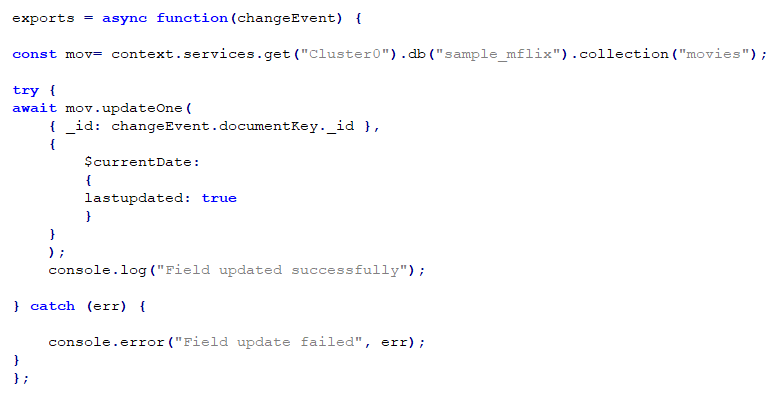 exports = async function(changeEvent) {
const mov= context.services.get("Cluster0").db("sample_mflix").collection("movies");
try {
await mov.updateOne(
{ _id: changeEvent.documentKey._id },
{
$currentDate:
{
lastupdated: true
}
}
);
console.log("Field updated successfully");
} catch (err) {
console.error("Field update failed", err);
}
};